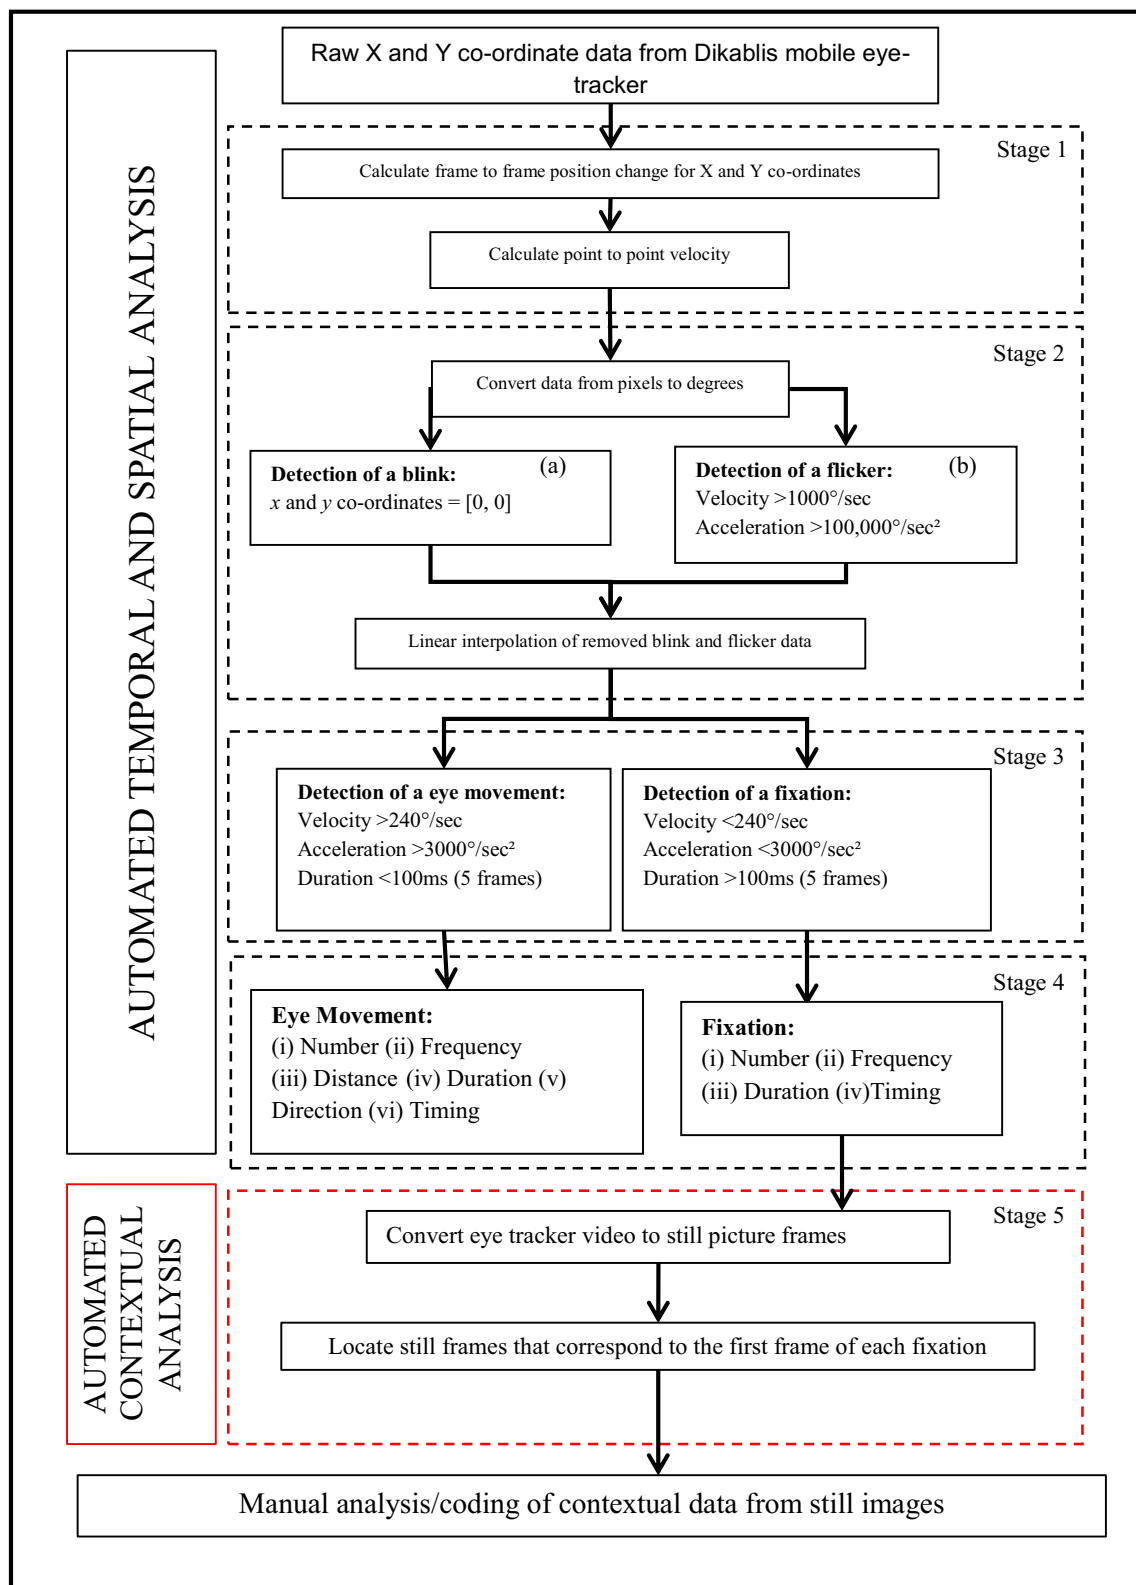 Raw X and Y co-ordinate data from Dikablis mobile eye-
tracker
AUTOMATED TEMPORAL AND SPATIAL ANALYSIS
Stage 1
Calculate frame to frame position change for X and Y co-ordinates
Calculate point to point velocity
Stage 2
Convert data from pixels to degrees
Detection of a blink: (a)
x and y co-ordinates = [0, 0]
Detection of a flicker: (b)
Velocity >1000°/sec
Acceleration >100,000°/sec²
Linear interpolation of removed blink and flicker data
Stage 3
Detection of a eye movement:
Velocity >240°/sec
Acceleration >3000°/sec²
Duration <100ms (5 frames)
Detection of a fixation:
Velocity <240°/sec
Acceleration <3000°/sec²
Duration >100ms (5 frames)
Stage 4
Eye Movement:
(i) Number (ii) Frequency
(iii) Distance (iv) Duration (v)
Direction (vi) Timing
Fixation:
(i) Number (ii) Frequency
(iii) Duration (iv)Timing
AUTOMATED
CONTEXTUAL
ANALYSIS
Stage 5
Convert eye tracker video to still picture frames
Locate still frames that correspond to the first frame of each fixation
Manual analysis/coding of contextual data from still images